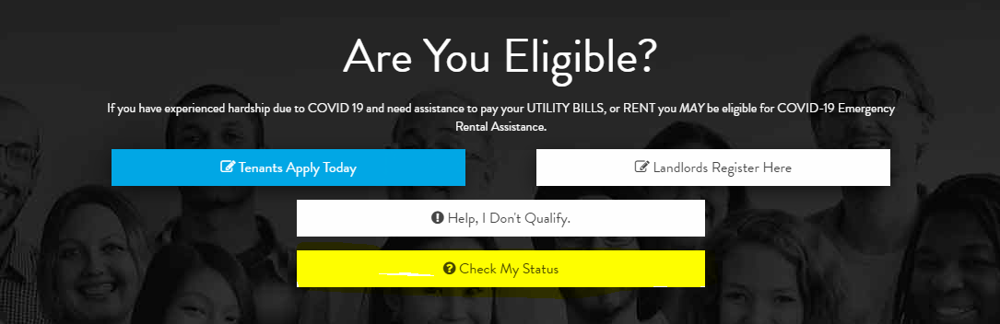 Are You Eligible?
If you have experienced hardship due to COVID 19 and need assistance to pay your UTILITY BILLS, or RENT you MAY be eligible for COVID-19 Emergency
Rental Assistance.
Tenants Apply Today
Landlords Register Here
Help, I Don't Qualify.
Check My Status